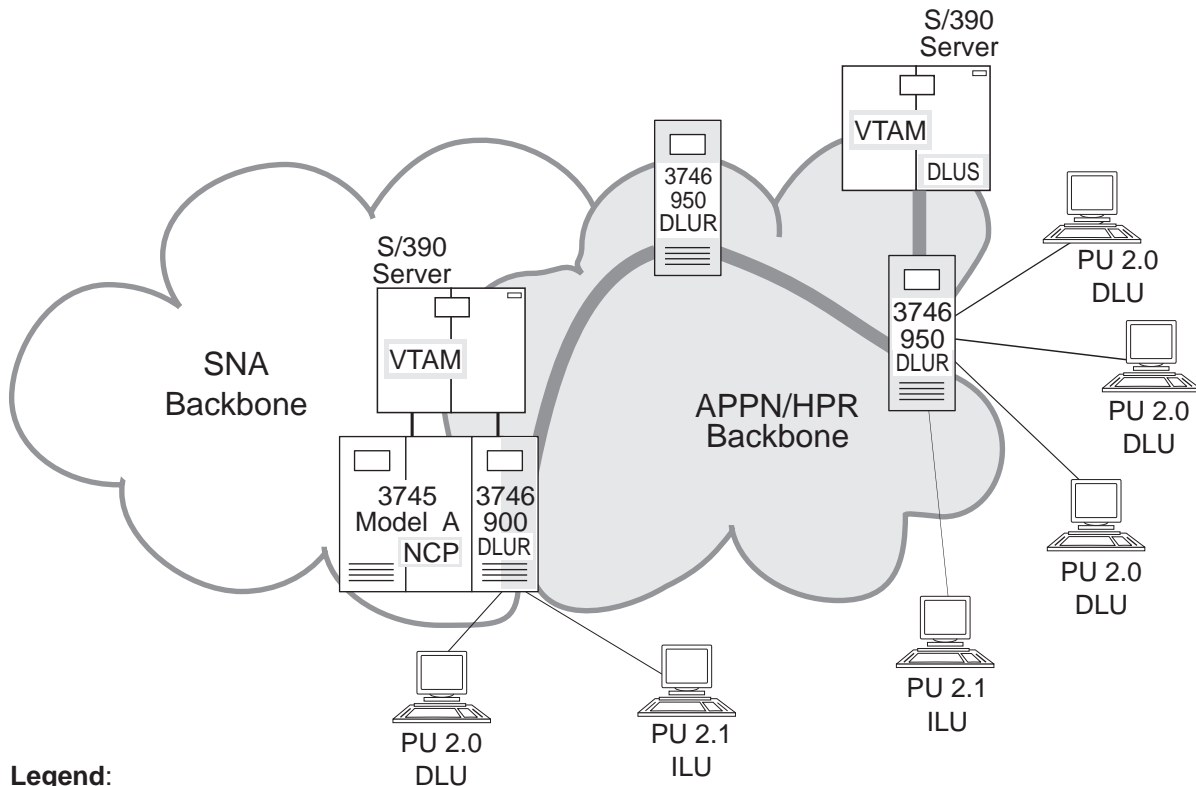 S/390
Server
VTAM
DLUS
3746
950
DLUR
PU 2.0
DLU
S/390
Server
VTAM
3746
950
DLUR
PU 2.0
DLU
SNA
Backbone
APPN/HPR
Backbone
3745
Model A
NCP
3746
900
DLUR
PU 2.0
DLU
PU 2.1
ILU
PU 2.0
DLU
PU 2.1
ILU
Legend: